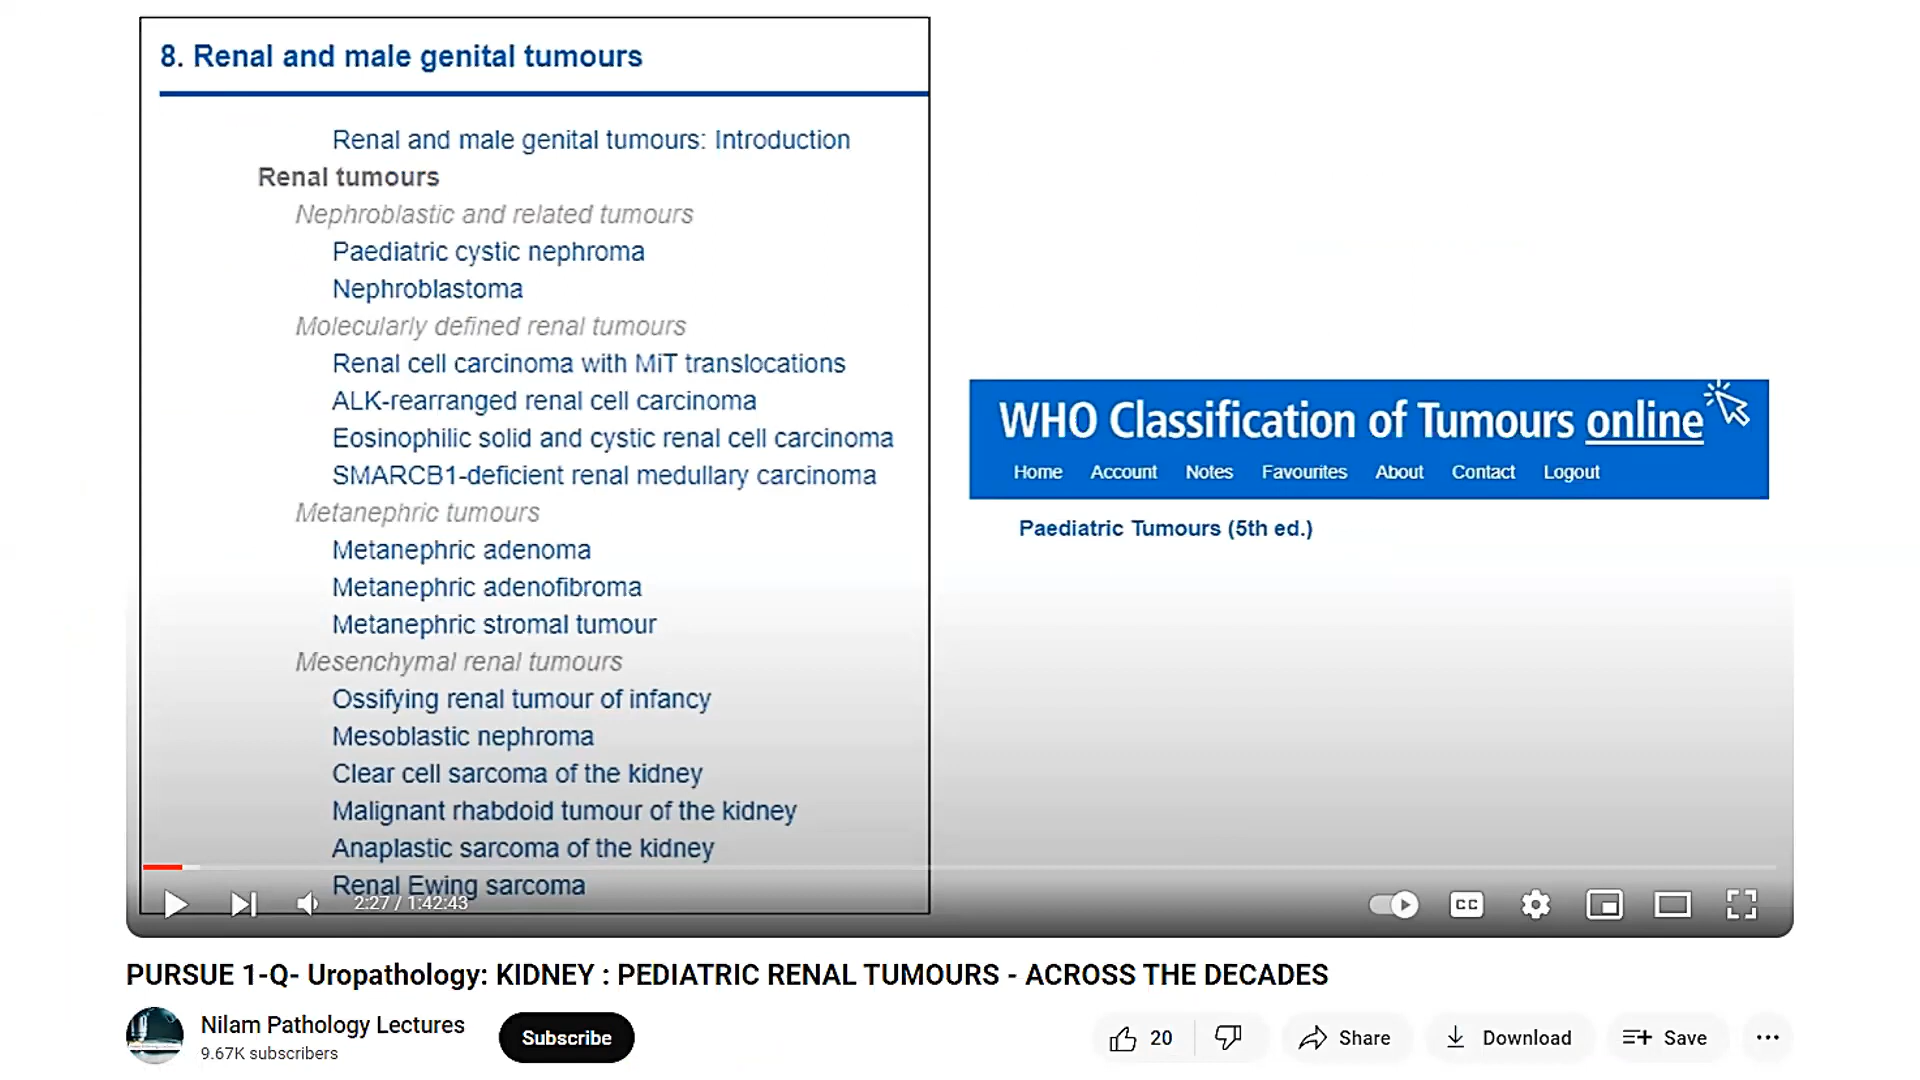 8. Renal and male genital tumours
Renal and male genital tumours: Introduction
Renal tumours
Nephroblastic and related tumours
Paediatric cystic nephroma
Nephroblastoma
Molecularly defined renal tumours
Renal cell carcinoma with MiT translocations
ALK-rearranged renal cell carcinoma
Eosinophilic solid and cystic renal cell carcinoma
SMARCB1-deficient renal medullary carcinoma
Metanephric tumours
Metanephric adenoma
Metanephric adenofibroma
Metanephric stromal tumour
Mesenchymal renal tumours
Ossifying renal tumour of infancy
Mesoblastic nephroma
Clear cell sarcoma of the kidney
Malignant rhabdoid tumour of the kidney
Anaplastic sarcoma of the kidney
Renal Ewing sarcoma
WHO Classification of Tumours online
Home Account Notes Favourites About Contact Logout
Paediatric Tumours (5th ed.)
2:27 / 1:42:43
CC
PURSUE 1-Q- Uropathology: KIDNEY : PEDIATRIC RENAL TUMOURS - ACROSS THE DECADES
Nilam Pathology Lectures
9.67K subscribers
Subscribe
20
Share
Download
Save